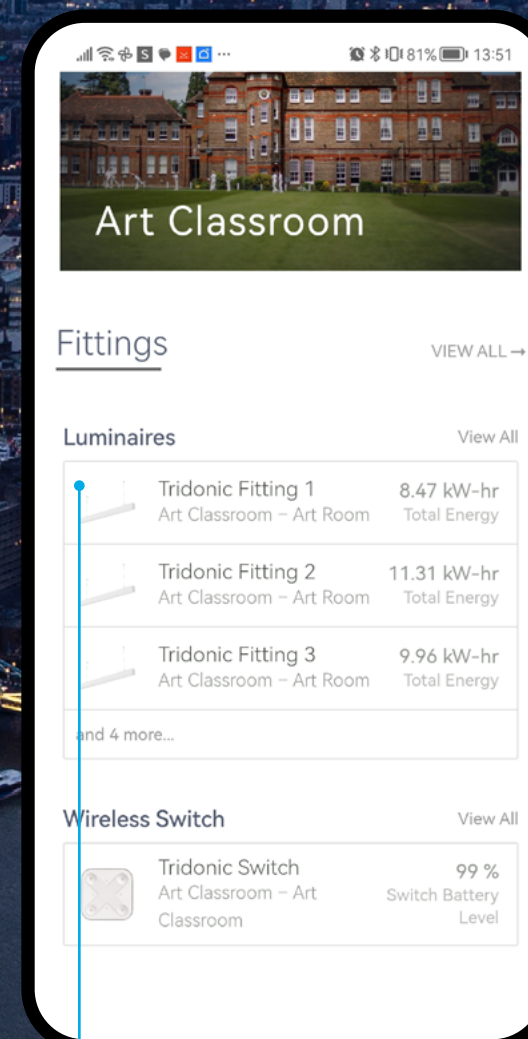 81% 13:51
Art Classroom
Fittings
VIEW ALL →
Luminaires
View All
Tridonic Fitting 1
8.47 kW-hr
Art Classroom – Art Room
Total Energy
Tridonic Fitting 2
11.31 kW-hr
Art Classroom – Art Room
Total Energy
Tridonic Fitting 3
9.96 kW-hr
Art Classroom – Art Room
Total Energy
and 4 more...
Wireless Switch
View All
Tridonic Switch
99 %
Art Classroom – Art
Switch Battery
Classroom
Level